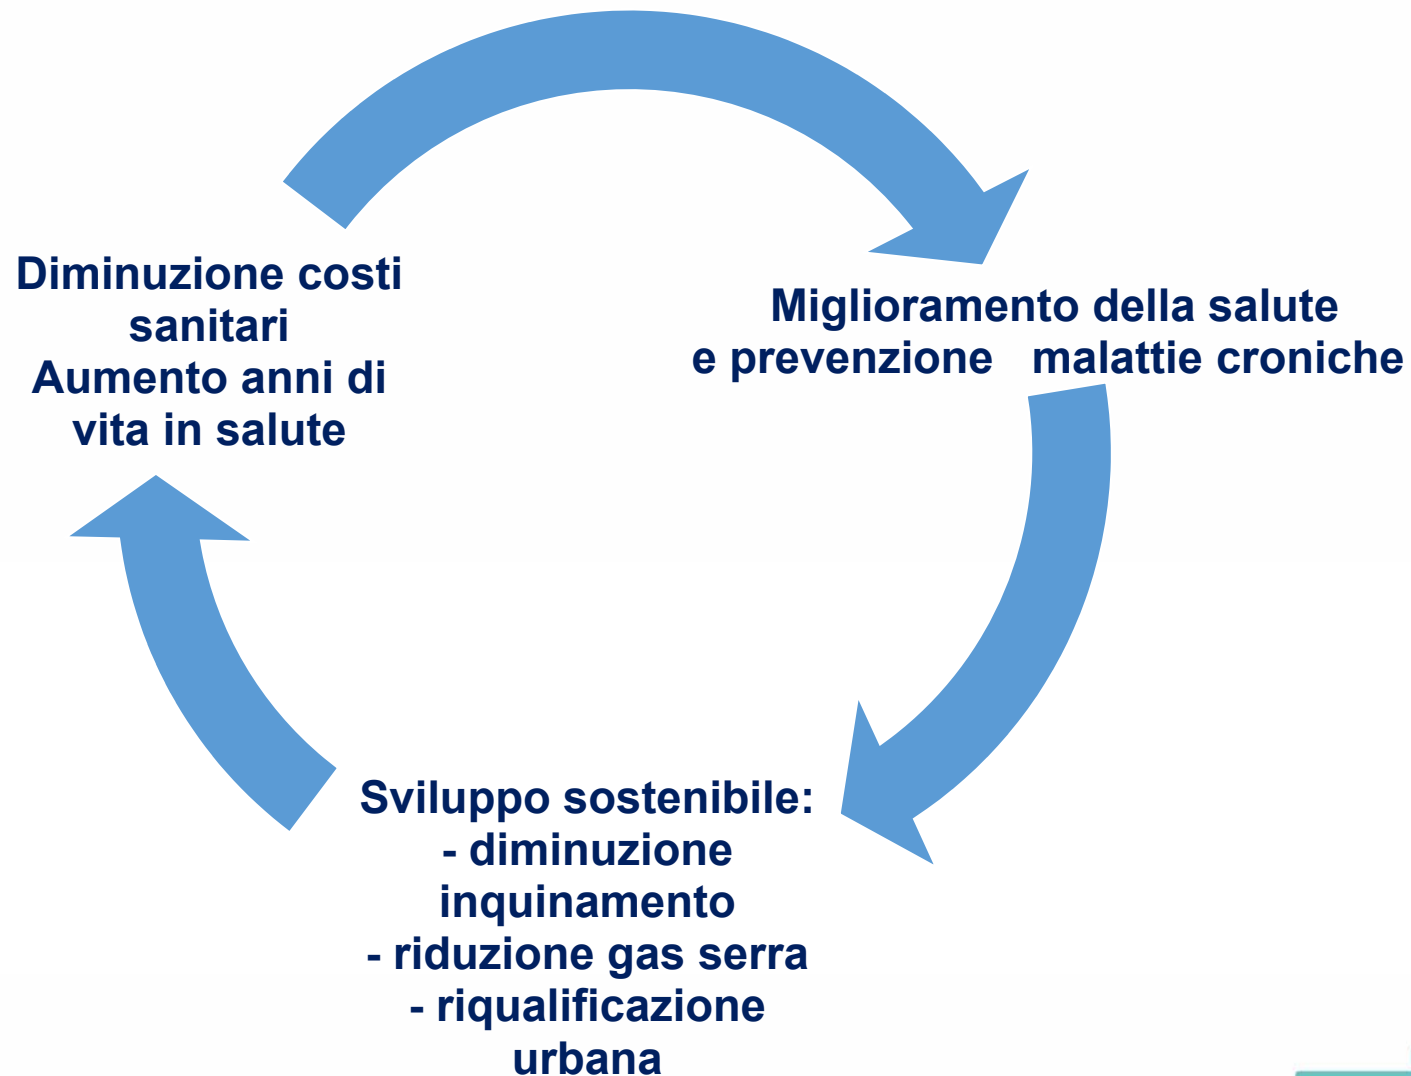 Diminuzione costi
sanitari
Aumento anni di
vita in salute
Miglioramento della salute
e prevenzione   malattie croniche
Sviluppo sostenibile:
- diminuzione
inquinamento
- riduzione gas serra
- riqualificazione
urbana